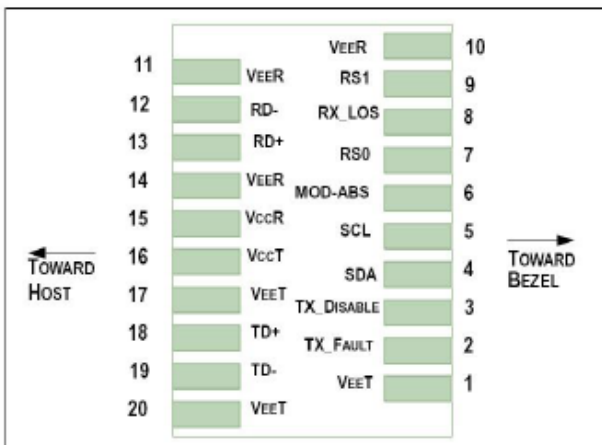 VEER 10
11 VEER
RS1 9
12 RD-
RX_LOS 8
13 RD+
RS0 7
14 VEER
MOD-ABS 6
15 VCCR
SCL 5
16 VCCT
TOWARD
HOST
SDA 4
TOWARD
BEZEL
17 VEET
TX_DISABLE 3
18 TD+
TX_FAULT 2
19 TD-
VEET 1
20 VEET